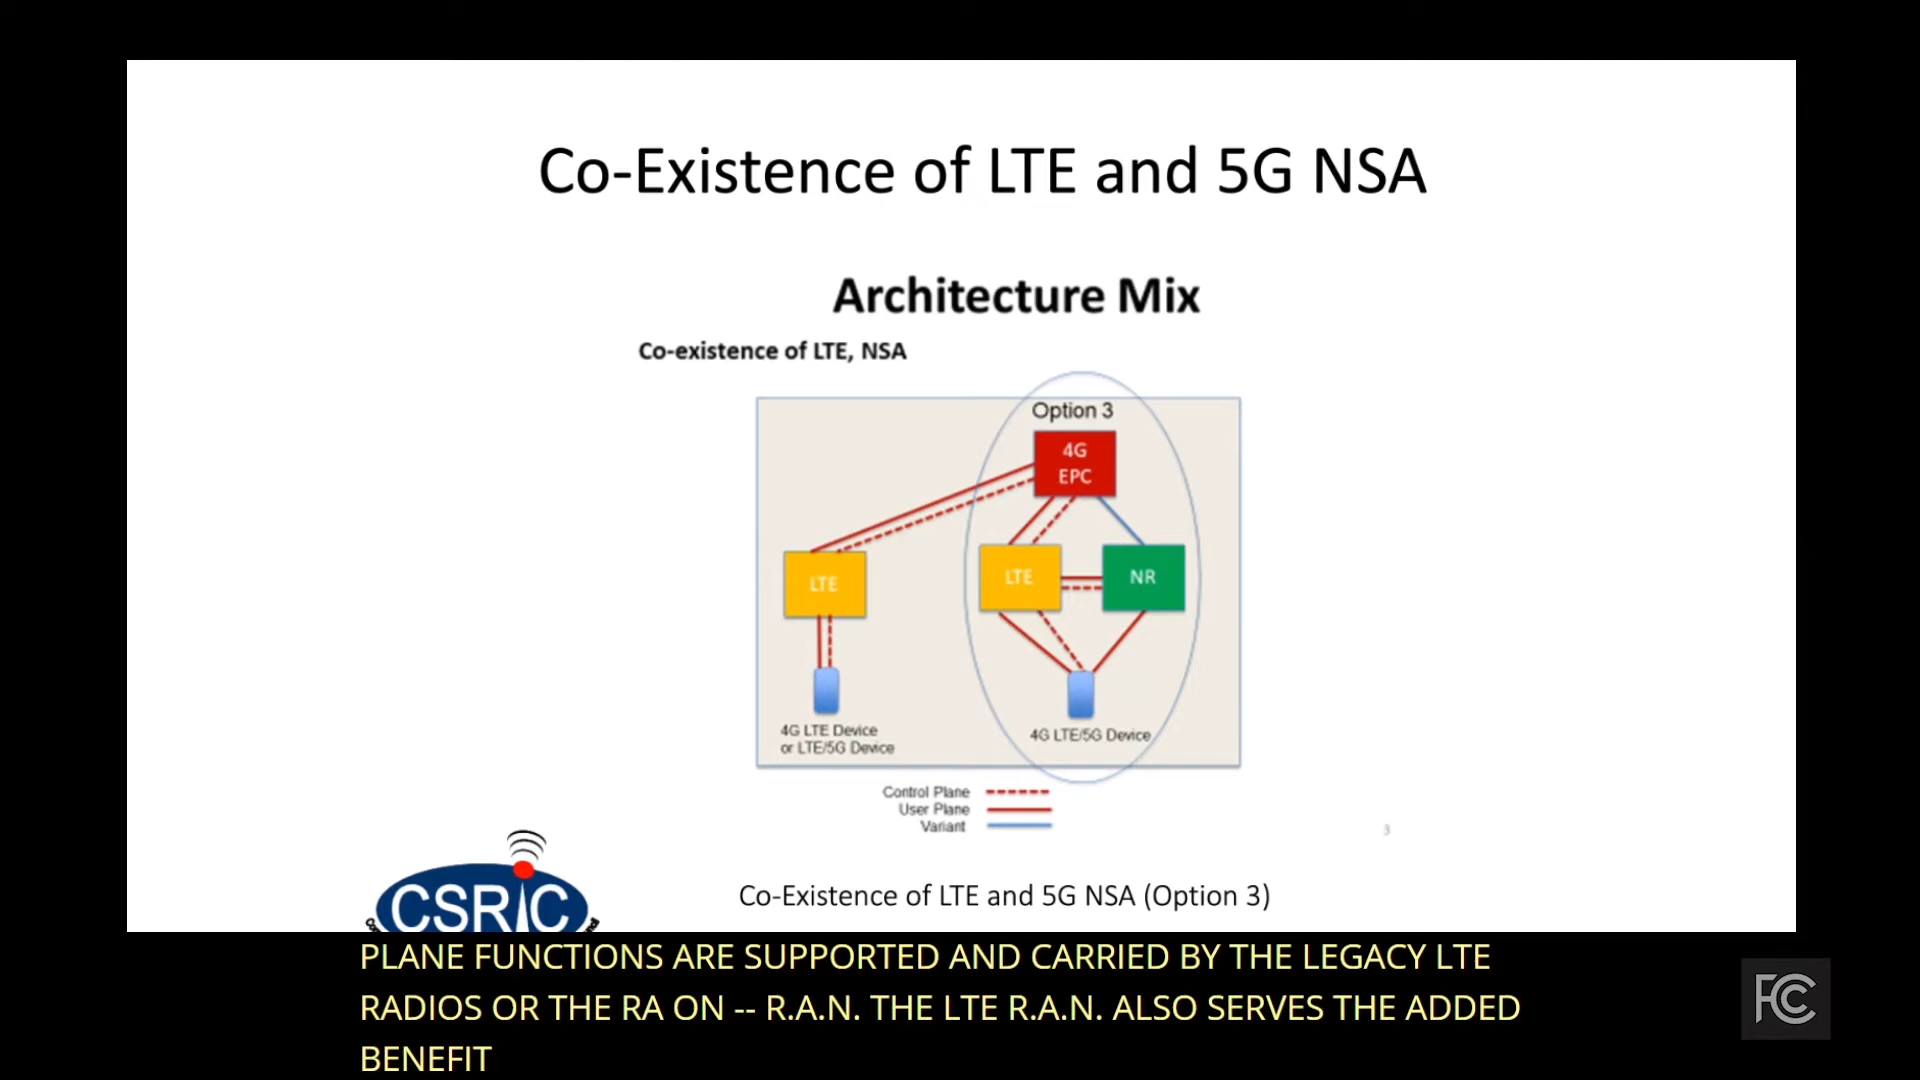 Co-Existence of LTE and 5G NSA
Architecture Mix
Co-existence of LTE, NSA
Option 3
4G
EPC
LTE
LTE
NR
4G LTE Device
or LTE/5G Device
4G LTE/5G Device
Control Plane
User Plane
Variant
3
CSRIC
Co-Existence of LTE and 5G NSA (Option 3)
PLANE FUNCTIONS ARE SUPPORTED AND CARRIED BY THE LEGACY LTE
RADIOS OR THE RA ON -- R.A.N. THE LTE R.A.N. ALSO SERVES THE ADDED
BENEFIT
FCC